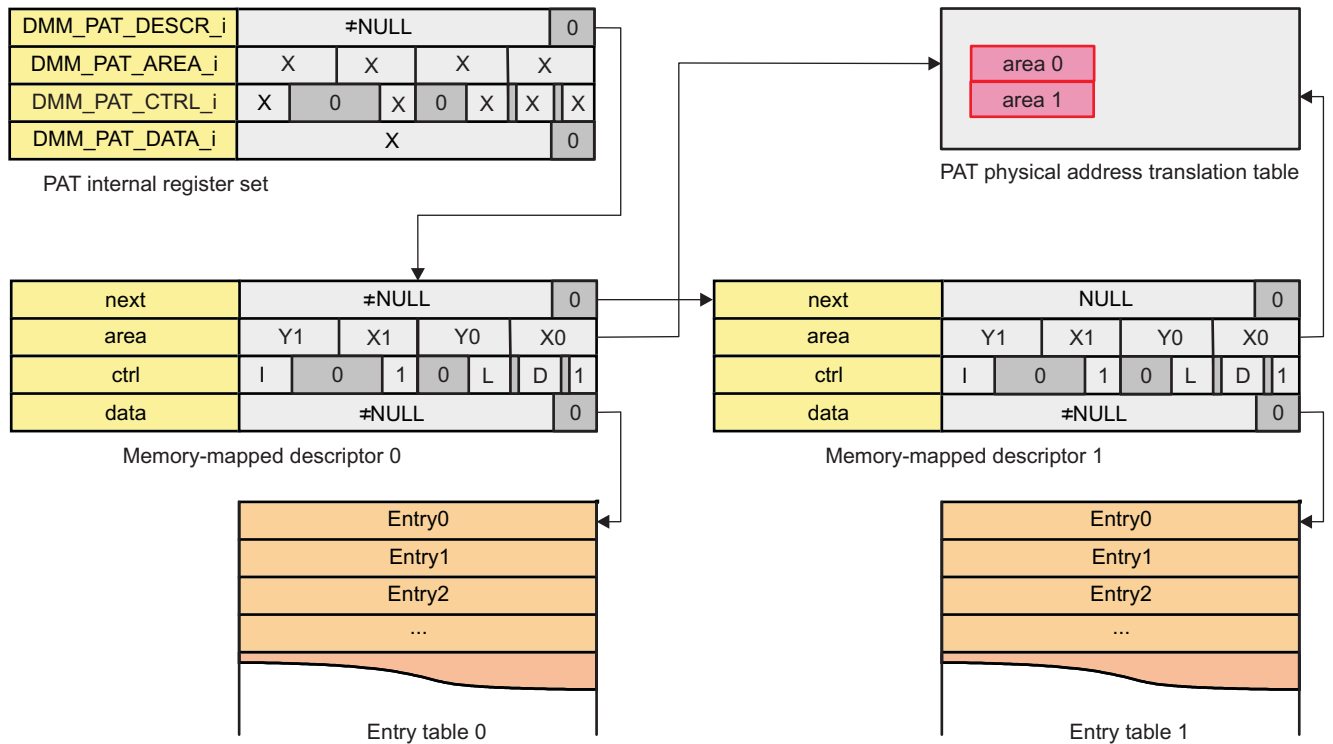 DMM_PAT_DESCR_i ≠NULL 0
DMM_PAT_AREA_i X X X X
DMM_PAT_CTRL_i X 0 X 0 X X X
DMM_PAT_DATA_i X 0
PAT internal register set
area 0
area 1
PAT physical address translation table
next ≠NULL 0
area Y1 X1 Y0 X0
ctrl I 0 1 0 L D 1
data ≠NULL 0
Memory-mapped descriptor 0
next NULL 0
area Y1 X1 Y0 X0
ctrl I 0 1 0 L D 1
data ≠NULL 0
Memory-mapped descriptor 1
Entry0
Entry1
Entry2
...
Entry table 0
Entry0
Entry1
Entry2
...
Entry table 1